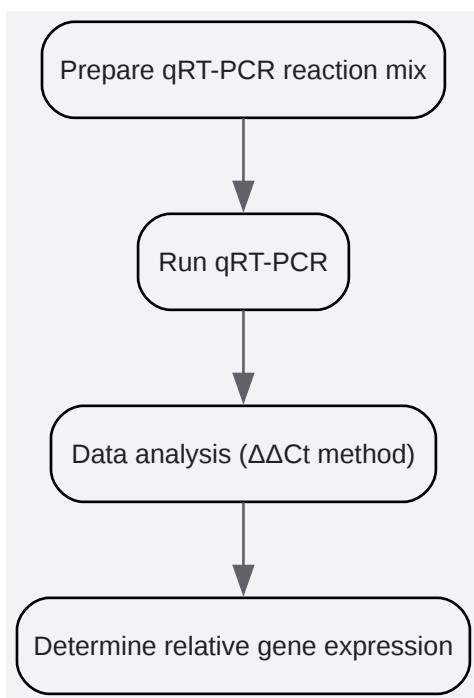 Prepare qRT-PCR reaction mix
Run qRT-PCR
Data analysis (ΔΔCt method)
Determine relative gene expression